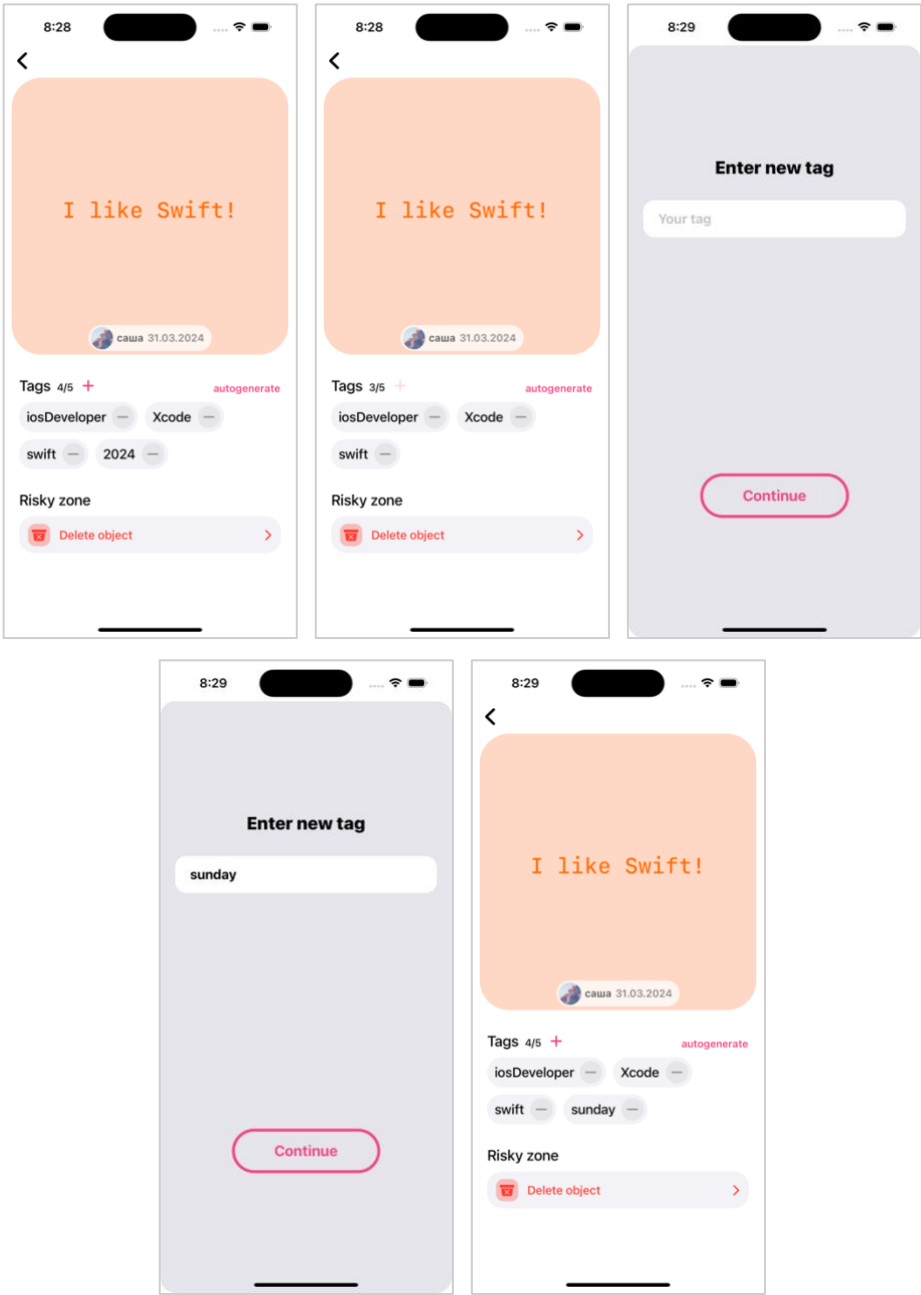 8:28
I like Swift!
саша 31.03.2024
Tags 4/5 + autogenerate
iosDeveloper — Xcode —
swift — 2024 —
Risky zone
Delete object >
8:28
I like Swift!
саша 31.03.2024
Tags 3/5 + autogenerate
iosDeveloper — Xcode —
swift —
Risky zone
Delete object >
8:29
Enter new tag
Your tag
Continue
8:29
Enter new tag
sunday
Continue
8:29
I like Swift!
саша 31.03.2024
Tags 4/5 + autogenerate
iosDeveloper — Xcode —
swift — sunday —
Risky zone
Delete object >